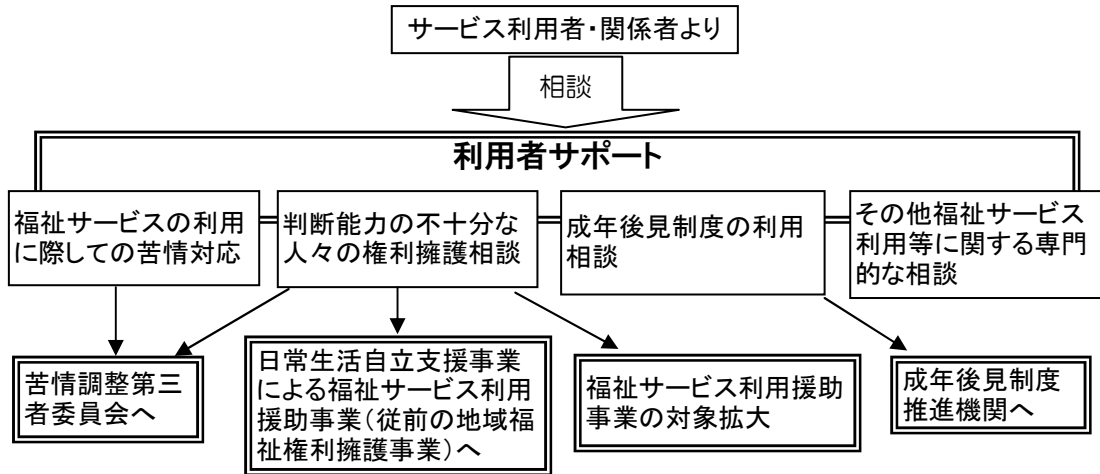 サービス利用者・関係者より
相談
利用者サポート
福祉サービスの利用
に際しての苦情対応
判断能力の不十分な
人々の権利擁護相談
成年後見制度の利用
相談
その他福祉サービス
利用等に関する専門
的な相談
苦情調整第三
者委員会へ
日常生活自立支援事業
による福祉サービス利用
援助事業(従前の地域福
祉権利擁護事業)へ
福祉サービス利用援助
事業の対象拡大
成年後見制度
推進機関へ